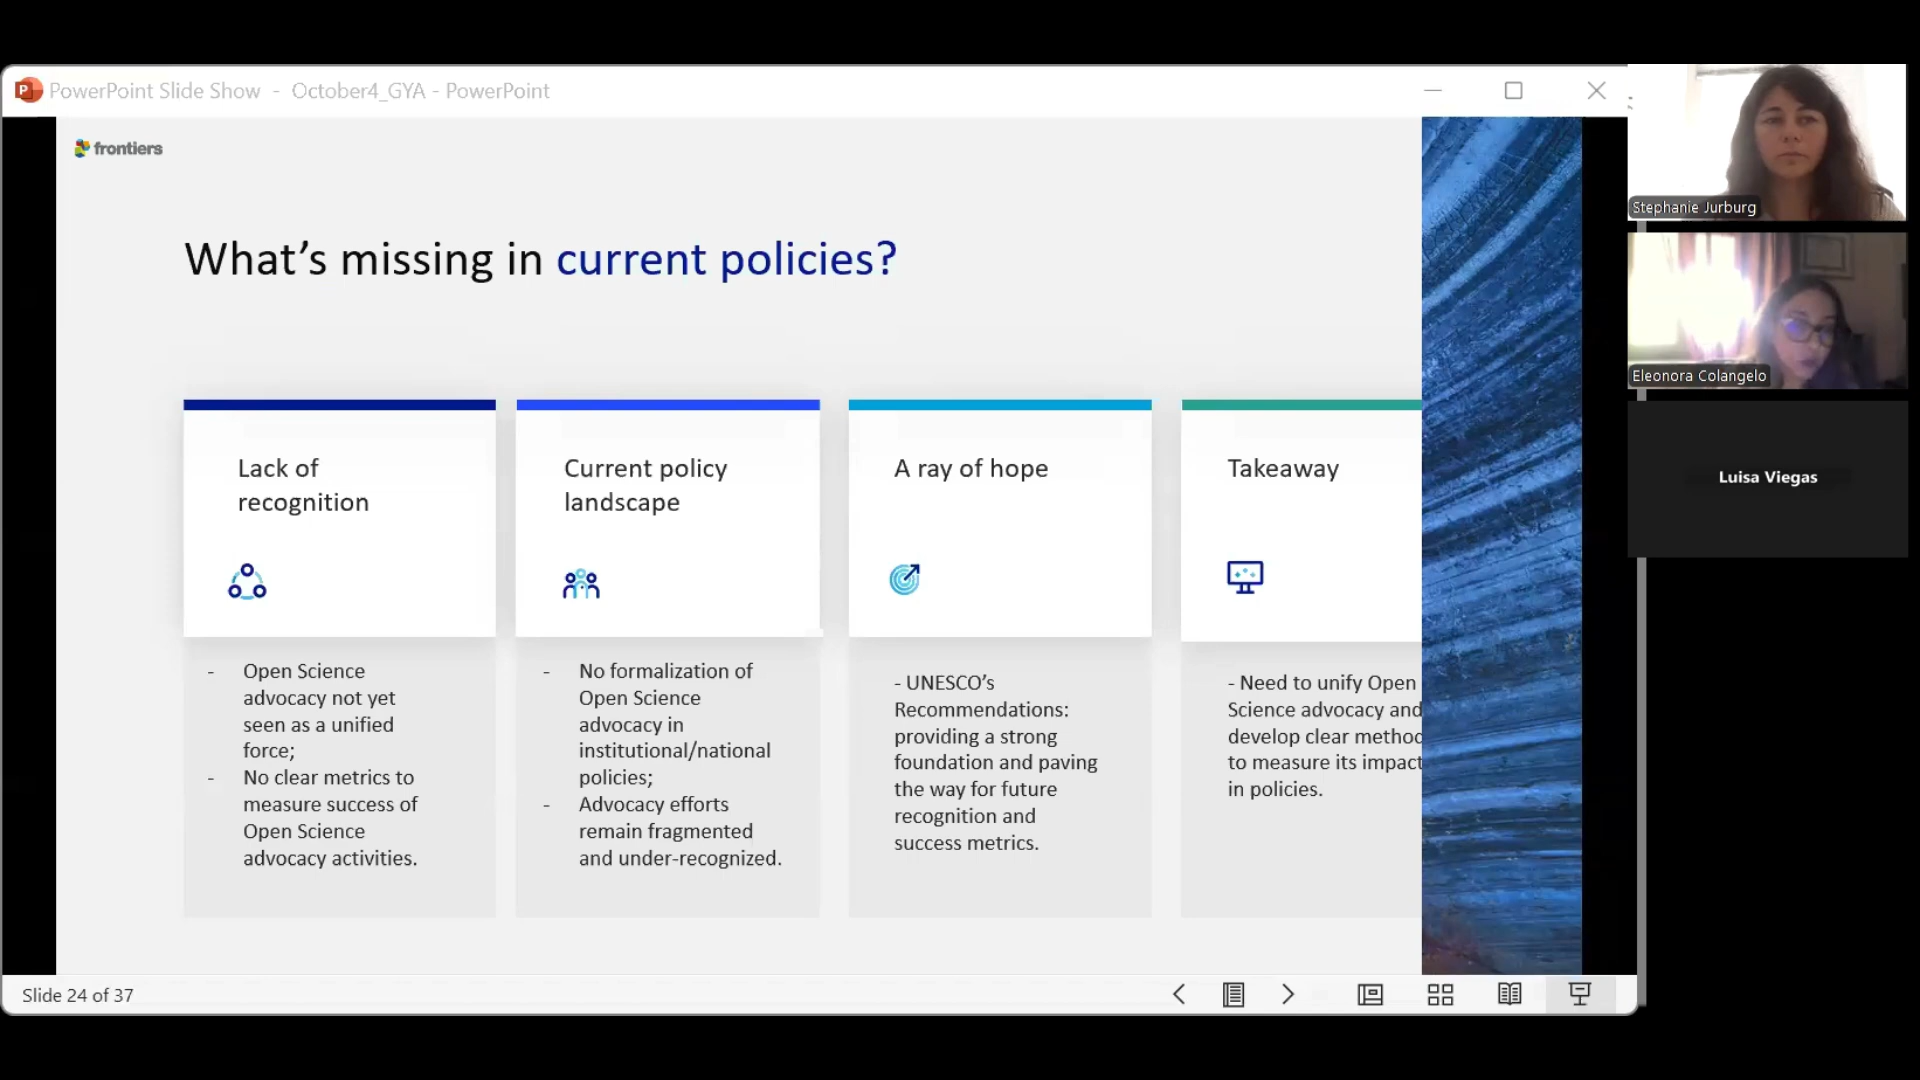 PowerPoint Slide Show - October4_GYA - PowerPoint
frontiers
What's missing in current policies?
Lack of
recognition
- Open Science
advocacy not yet
seen as a unified
force;
- No clear metrics to
measure success of
Open Science
advocacy activities.
Current policy
landscape
- No formalization of
Open Science
advocacy in
institutional/national
policies;
- Advocacy efforts
remain fragmented
and under-recognized.
A ray of hope
- UNESCO's
Recommendations:
providing a strong
foundation and paving
the way for future
recognition and
success metrics.
Takeaway
- Need to unify Open
Science advocacy and
develop clear method
to measure its impact
in policies.
Slide 24 of 37
Stephanie Jurburg
Eleonora Colangelo
Luisa Viegas